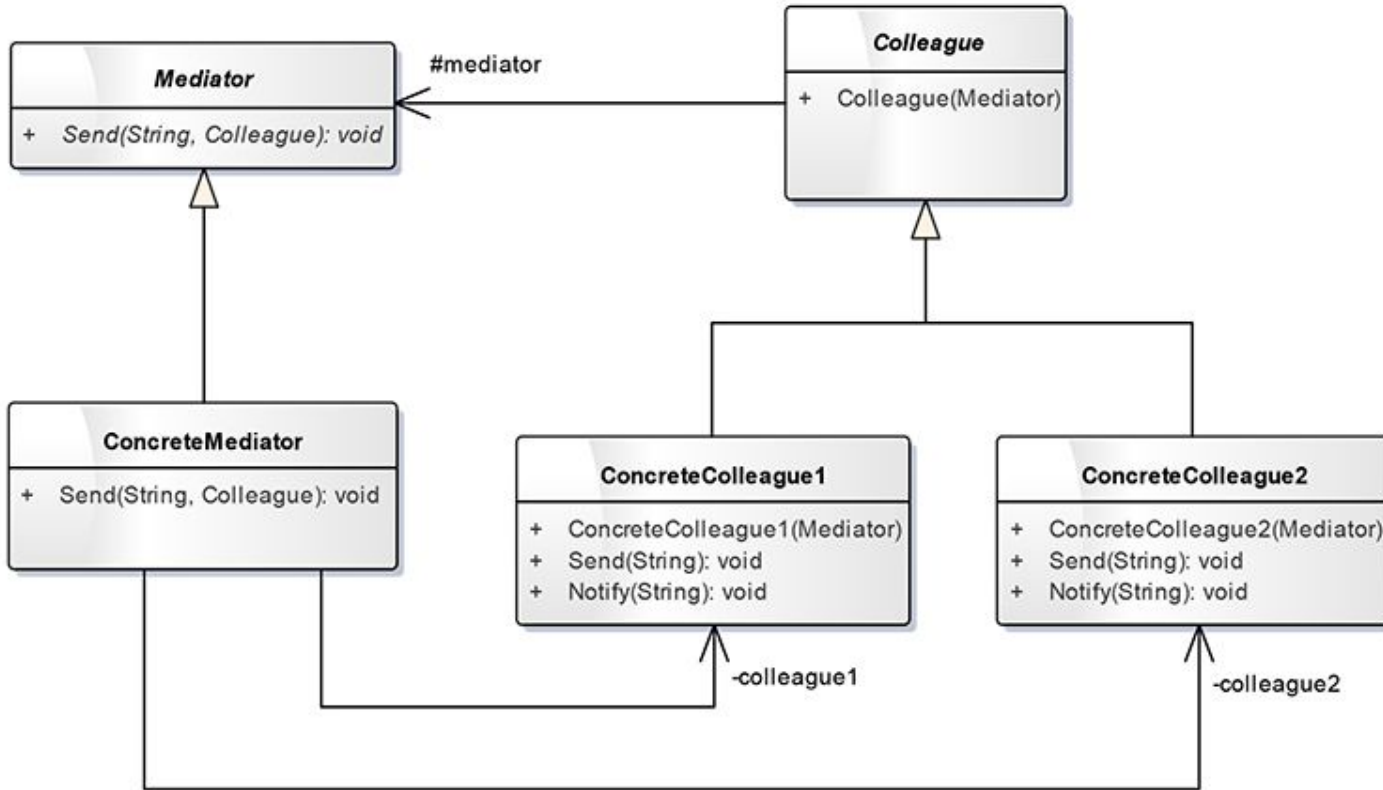 Mediator
+ Send(String, Colleague): void
#mediator
Colleague
+ Colleague(Mediator)
ConcreteMediator
+ Send(String, Colleague): void
ConcreteColleague1
+ ConcreteColleague1(Mediator)
+ Send(String): void
+ Notify(String): void
ConcreteColleague2
+ ConcreteColleague2(Mediator)
+ Send(String): void
+ Notify(String): void
-colleague1
-colleague2